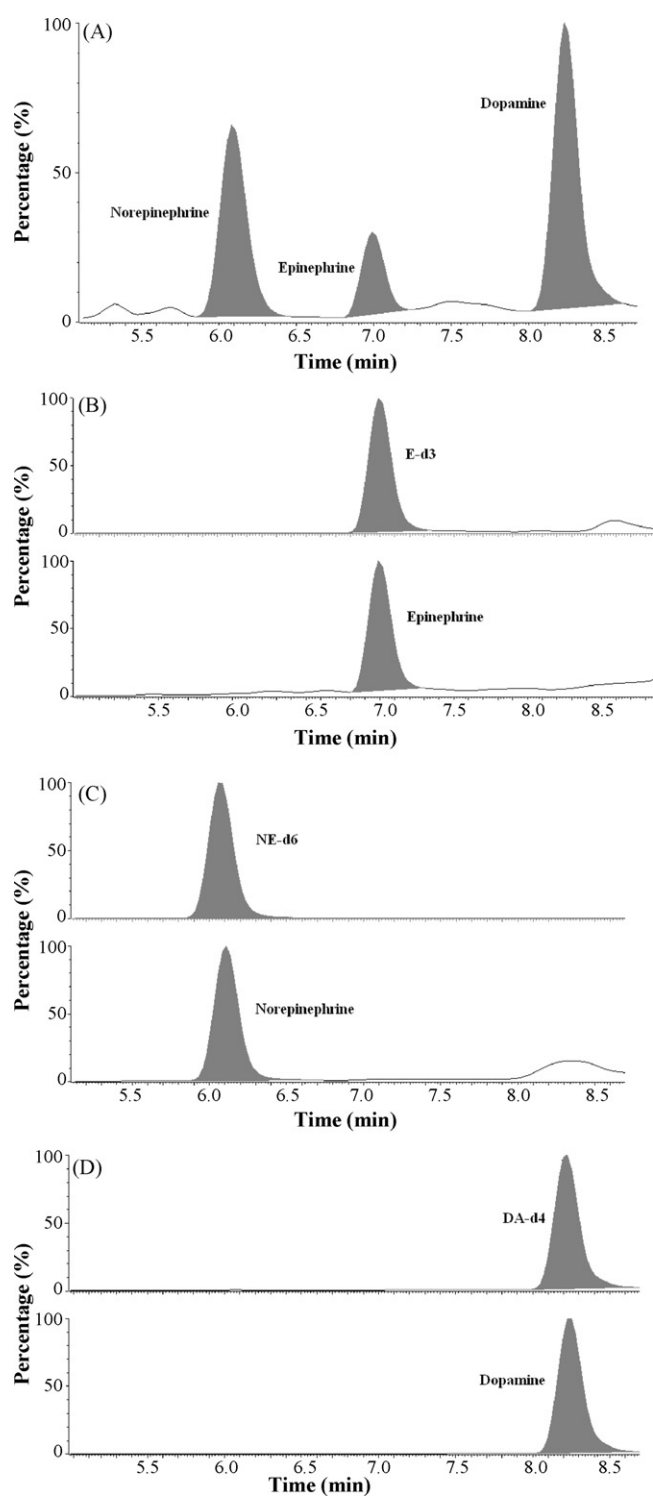 (A)
Percentage (%)
100
50
0
Norepinephrine
Epinephrine
Dopamine
5.5 6.0 6.5 7.0 7.5 8.0 8.5
Time (min)
(B)
Percentage (%)
100
50
0
E-d3
100
50
0
Epinephrine
5.5 6.0 6.5 7.0 7.5 8.0 8.5
Time (min)
(C)
Percentage (%)
100
50
0
NE-d6
100
50
0
Norepinephrine
5.5 6.0 6.5 7.0 7.5 8.0 8.5
Time (min)
(D)
Percentage (%)
100
50
0
DA-d4
100
50
0
Dopamine
5.5 6.0 6.5 7.0 7.5 8.0 8.5
Time (min)